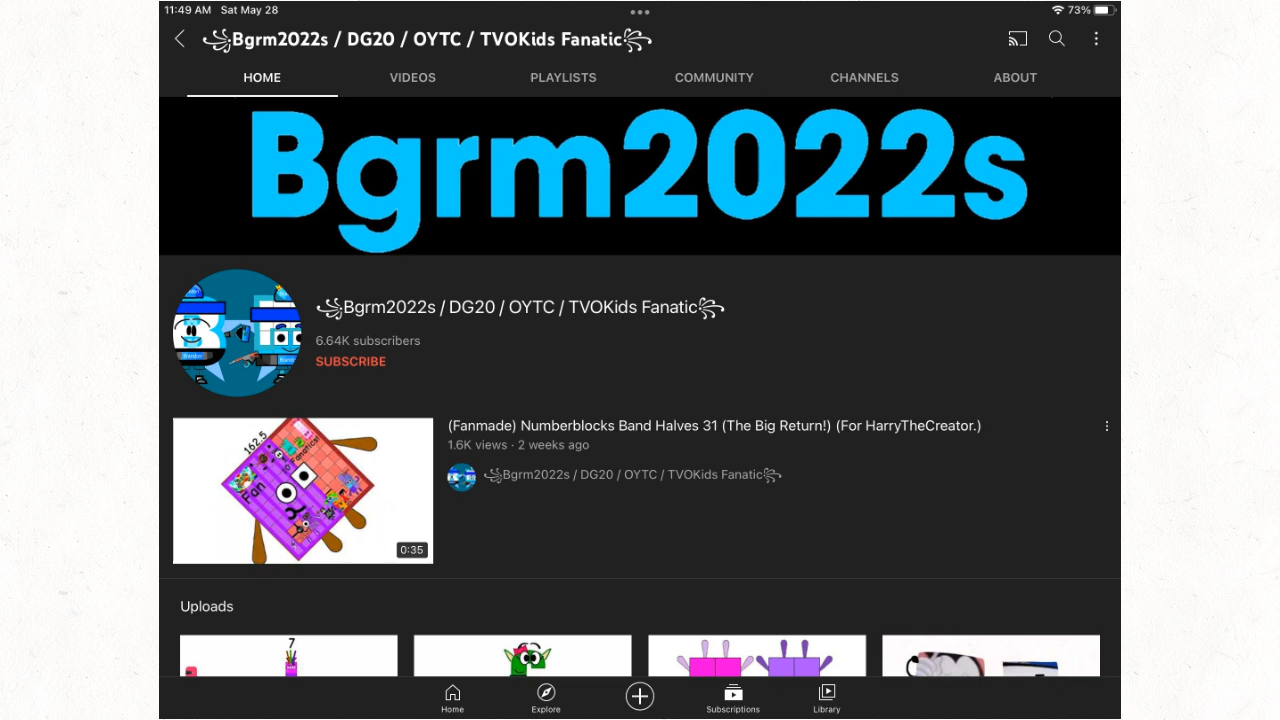 11:49 AM Sat May 28
73%
꧁Bgrm2022s / DG20 / OYTC / TVOKids Fanatic꧂
HOME VIDEOS PLAYLISTS COMMUNITY CHANNELS ABOUT
Bgrm2022s
꧁Bgrm2022s / DG20 / OYTC / TVOKids Fanatic꧂
6.64K subscribers
SUBSCRIBE
162.5
Fan
0:35
(Fanmade) Numberblocks Band Halves 31 (The Big Return!) (For HarryTheCreator.)
1.6K views · 2 weeks ago
꧁Bgrm2022s / DG20 / OYTC / TVOKids Fanatic꧂
Uploads
7
Home Explore Subscriptions Library